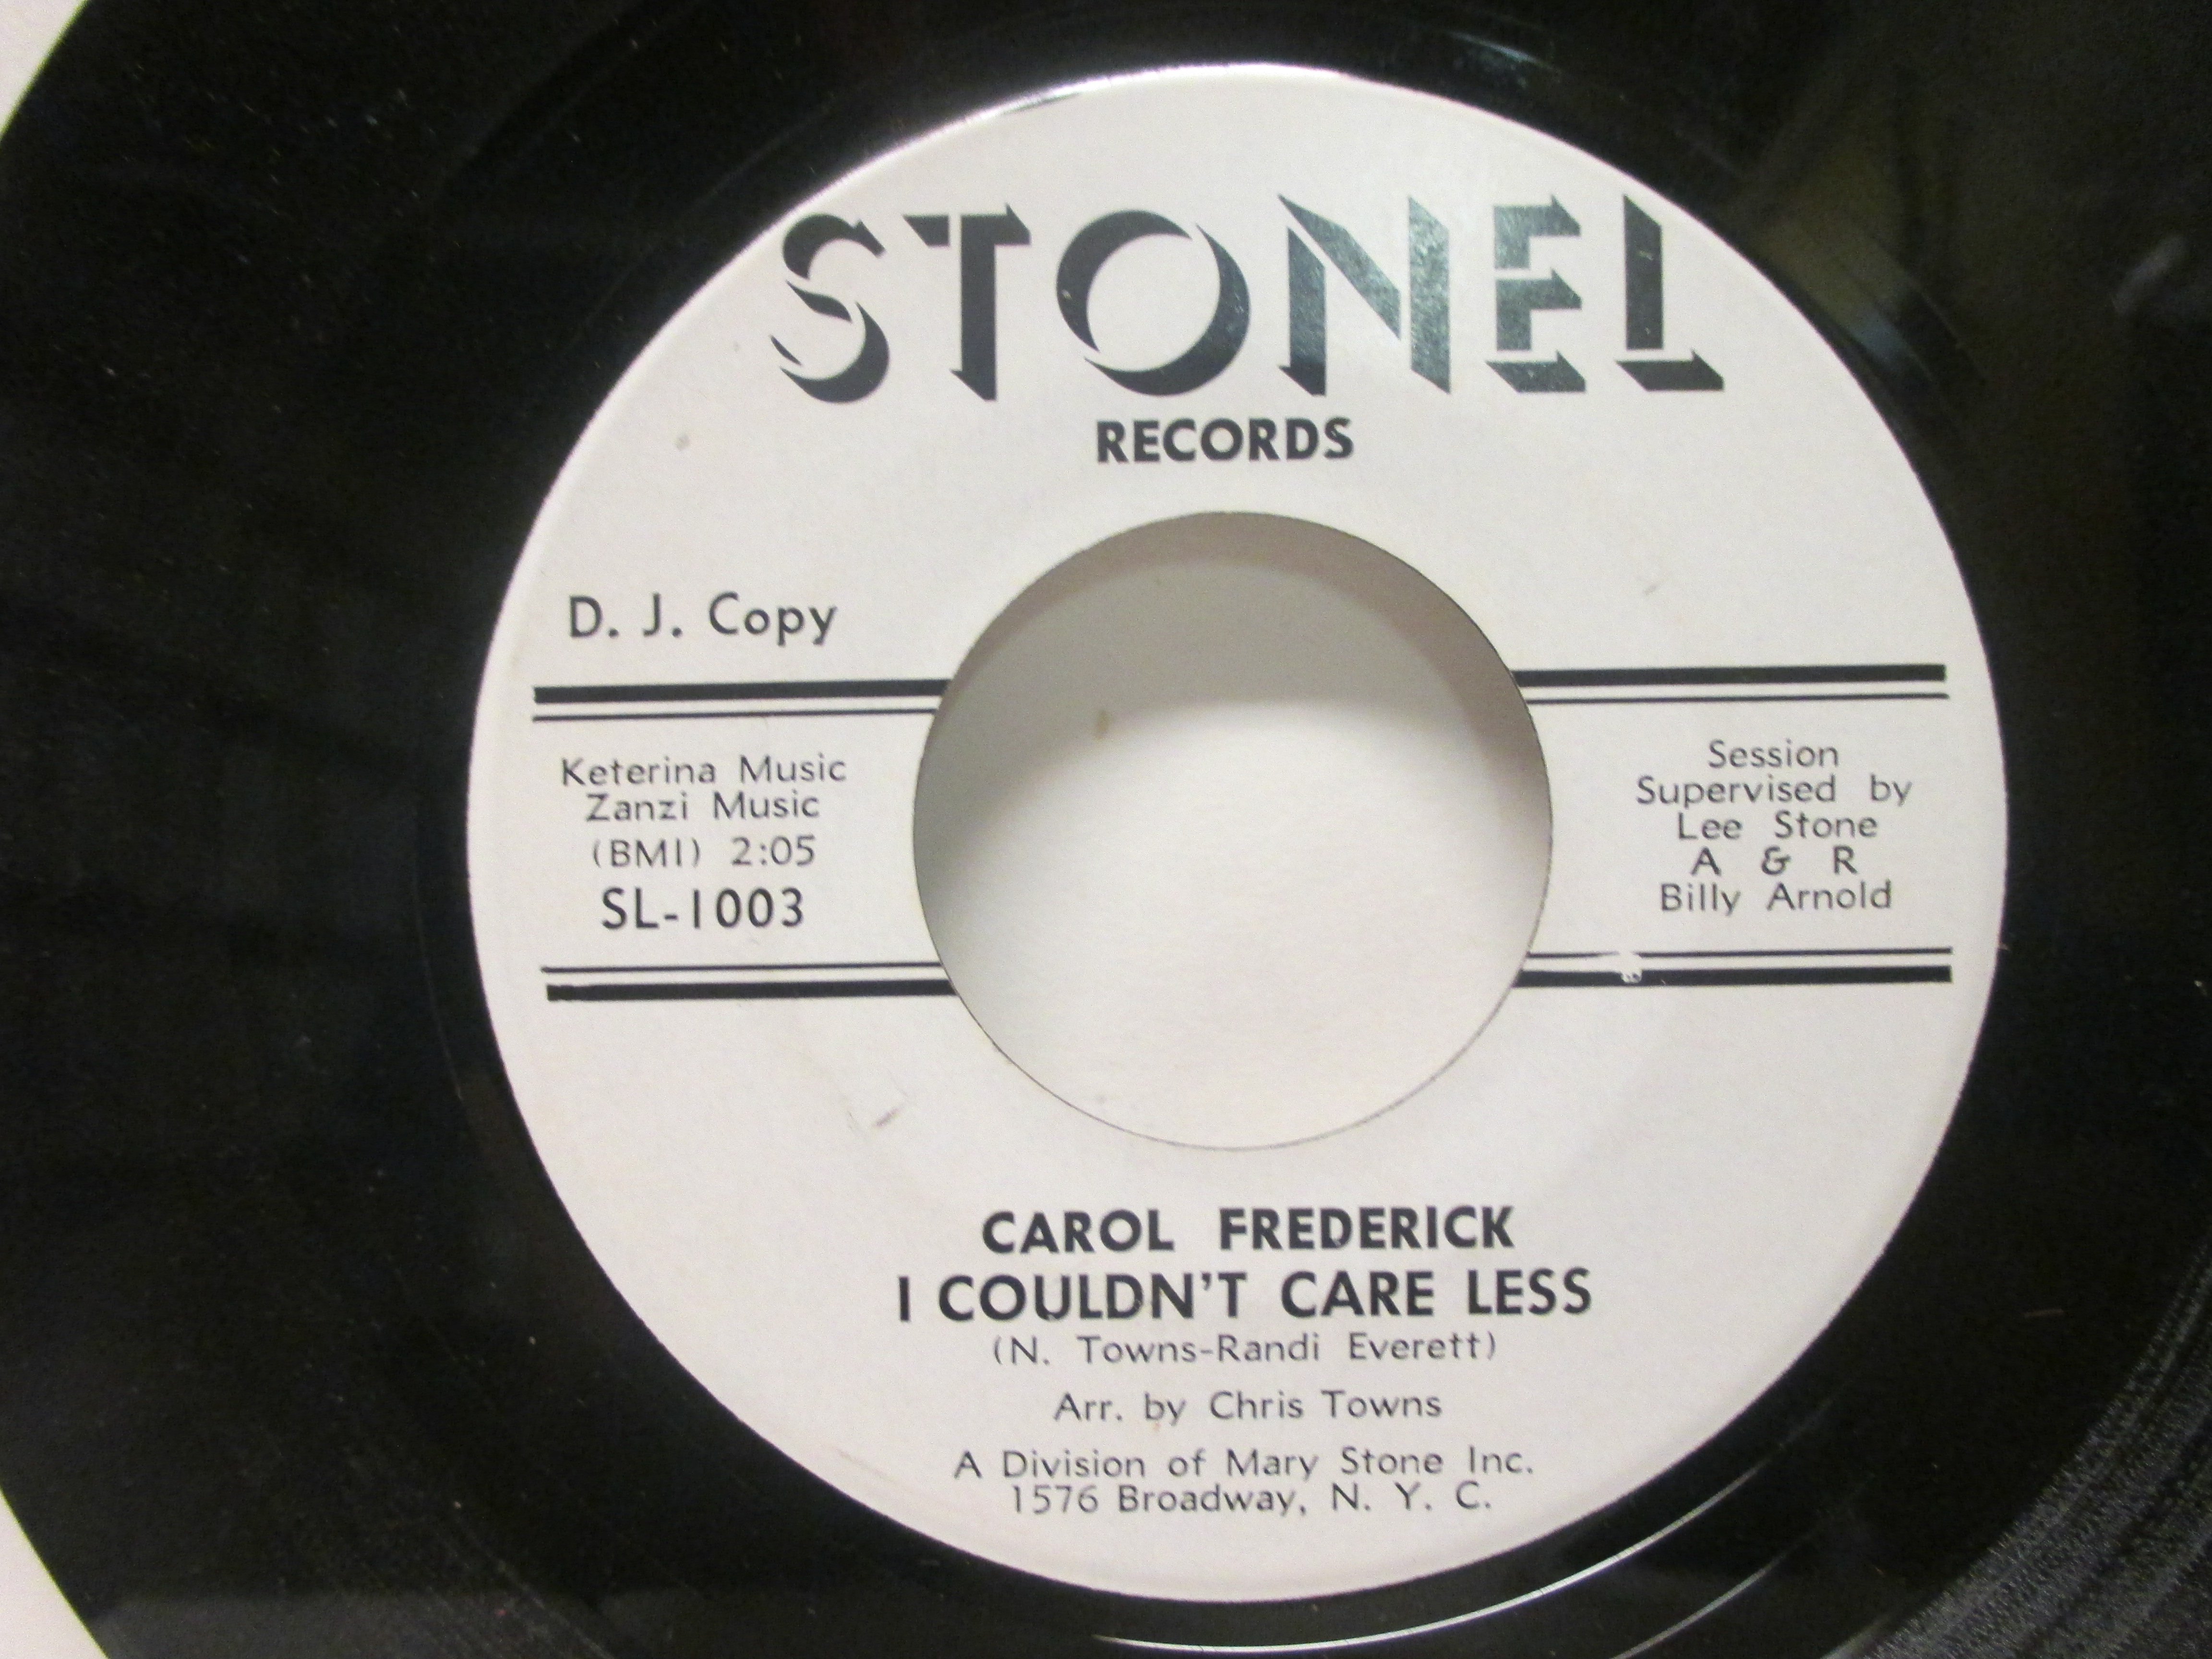 STONEL
RECORDS
D. J. Copy
Keterina Music
Zanzi Music
(BMI) 2:05
SL-1003
Session
Supervised by
Lee Stone
A & R
Billy Arnold
CAROL FREDERICK
I COULDN'T CARE LESS
(N. Towns-Randi Everett)
Arr. by Chris Towns
A Division of Mary Stone Inc.
1576 Broadway, N. Y. C.